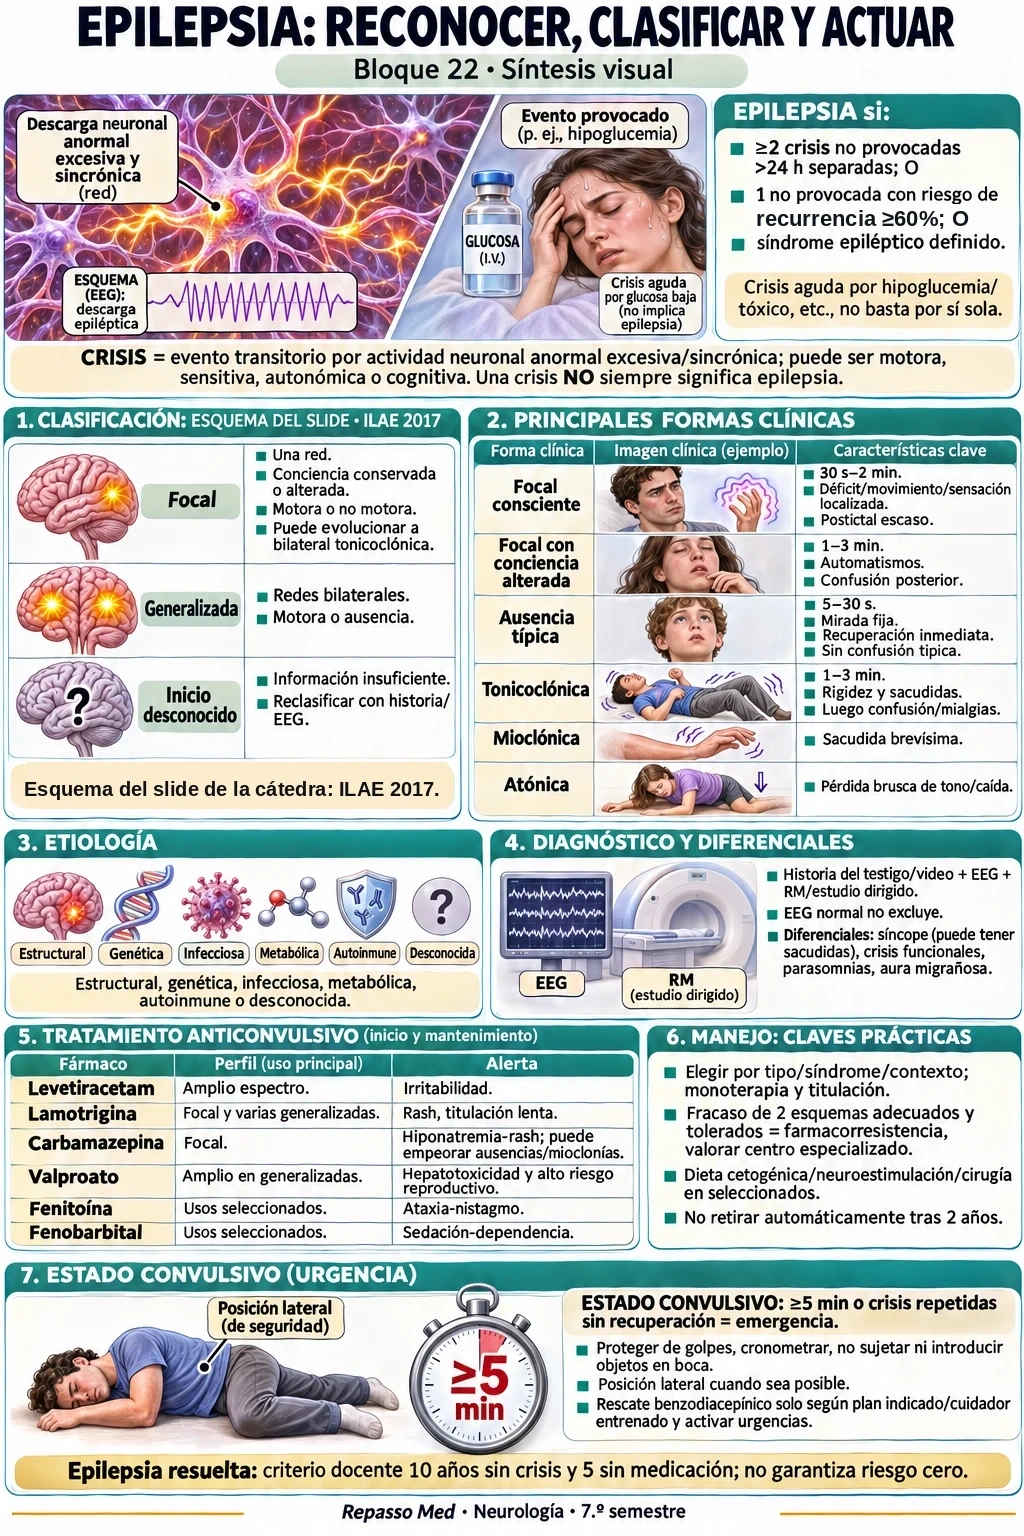 EPILEPSIA: RECONOCER, CLASIFICAR Y ACTUAR
Bloque 22 · Síntesis visual
Descarga neuronal
anormal
excesiva y
sincrónica
(red)
ESQUEMA
(EEG):
descarga
epiléptica
Evento provocado
(p. ej., hipoglucemia)
GLUCOSA
(I.V.)
Crisis aguda
por glucosa baja
(no implica
epilepsia)
EPILEPSIA si:
≥2 crisis no provocadas
>24 h separadas; O
1 no provocada con riesgo de
recurrencia ≥60%; O
síndrome epiléptico definido.
Crisis aguda por hipoglucemia/
tóxico, etc., no basta por sí sola.
CRISIS = evento transitorio por actividad neuronal anormal excesiva/sincrónica; puede ser motora,
sensitiva, autonómica o cognitiva. Una crisis NO siempre significa epilepsia.
1. CLASIFICACIÓN: ESQUEMA DEL SLIDE · ILAE 2017
Focal
Una red.
Conciencia conservada
o alterada.
Motora o no motora.
Puede evolucionar a
bilateral tonicoclónica.
Generalizada
Redes bilaterales.
Motora o ausencia.
?
Inicio
desconocido
Información insuficiente.
Reclasificar con historia/
EEG.
Esquema del slide de la cátedra: ILAE 2017.
2. PRINCIPALES FORMAS CLÍNICAS
Forma clínica Imagen clínica (ejemplo) Características clave
Focal
consciente
30 s–2 min.
Déficit/movimiento/sensación
localizada.
Postictal escaso.
Focal con
conciencia
alterada
1–3 min.
Automatismos.
Confusión posterior.
Ausencia
típica
5–30 s.
Mirada fija.
Recuperación inmediata.
Sin confusión tipica.
Tonicoclónica
1–3 min.
Rigidez y sacudidas.
Luego confusión/mialgias.
Mioclónica
Sacudida brevísima.
Atónica
Pérdida brusca de tono/caída.
3. ETIOLOGÍA
?
Estructural Genética Infecciosa Metabólica Autoinmune Desconocida
Estructural, genética, infecciosa, metabólica,
autoinmune o desconocida.
4. DIAGNÓSTICO Y DIFERENCIALES
EEG
RM
(estudio dirigido)
Historia del testigo/video + EEG +
RM/estudio dirigido.
EEG normal no excluye.
Diferenciales: síncope (puede tener
sacudidas), crisis funcionales,
parasomnias, aura migrañosa.
5. TRATAMIENTO ANTICONVULSIVO (inicio y mantenimiento)
Fármaco Perfil (uso principal) Alerta
Levetiracetam Amplio espectro. Irritabilidad.
Lamotrigina Focal y varias generalizadas. Rash, titulación lenta.
Carbamazepina Focal. Hiponatremia-rash; puede
empeorar ausencias/mioclonías.
Valproato Amplio en generalizadas. Hepatotoxicidad y alto riesgo
reproductivo.
Fenitoína Usos seleccionados. Ataxia-nistagmo.
Fenobarbital Usos seleccionados. Sedación-dependencia.
6. MANEJO: CLAVES PRÁCTICAS
Elegir por tipo/síndrome/contexto;
monoterapia y titulación.
Fracaso de 2 esquemas adecuados y
tolerados = farmacorresistencia,
valorar centro especializado.
Dieta cetogénica/neuroestimulación/cirugía
en seleccionados.
No retirar automáticamente tras 2 años.
7. ESTADO CONVULSIVO (URGENCIA)
Posición lateral
(de seguridad)
≥5
min
ESTADO CONVULSIVO: ≥5 min o crisis repetidas
sin recuperación = emergencia.
Proteger de golpes, cronometrar, no sujetar ni introducir
objetos en boca.
Posición lateral cuando sea posible.
Rescate benzodiacepínico solo según plan indicado/cuidador
entrenado y activar urgencias.
Epilepsia resuelta: criterio docente 10 años sin crisis y 5 sin medicación; no garantiza riesgo cero.
Repasso Med · Neurología · 7.º semestre